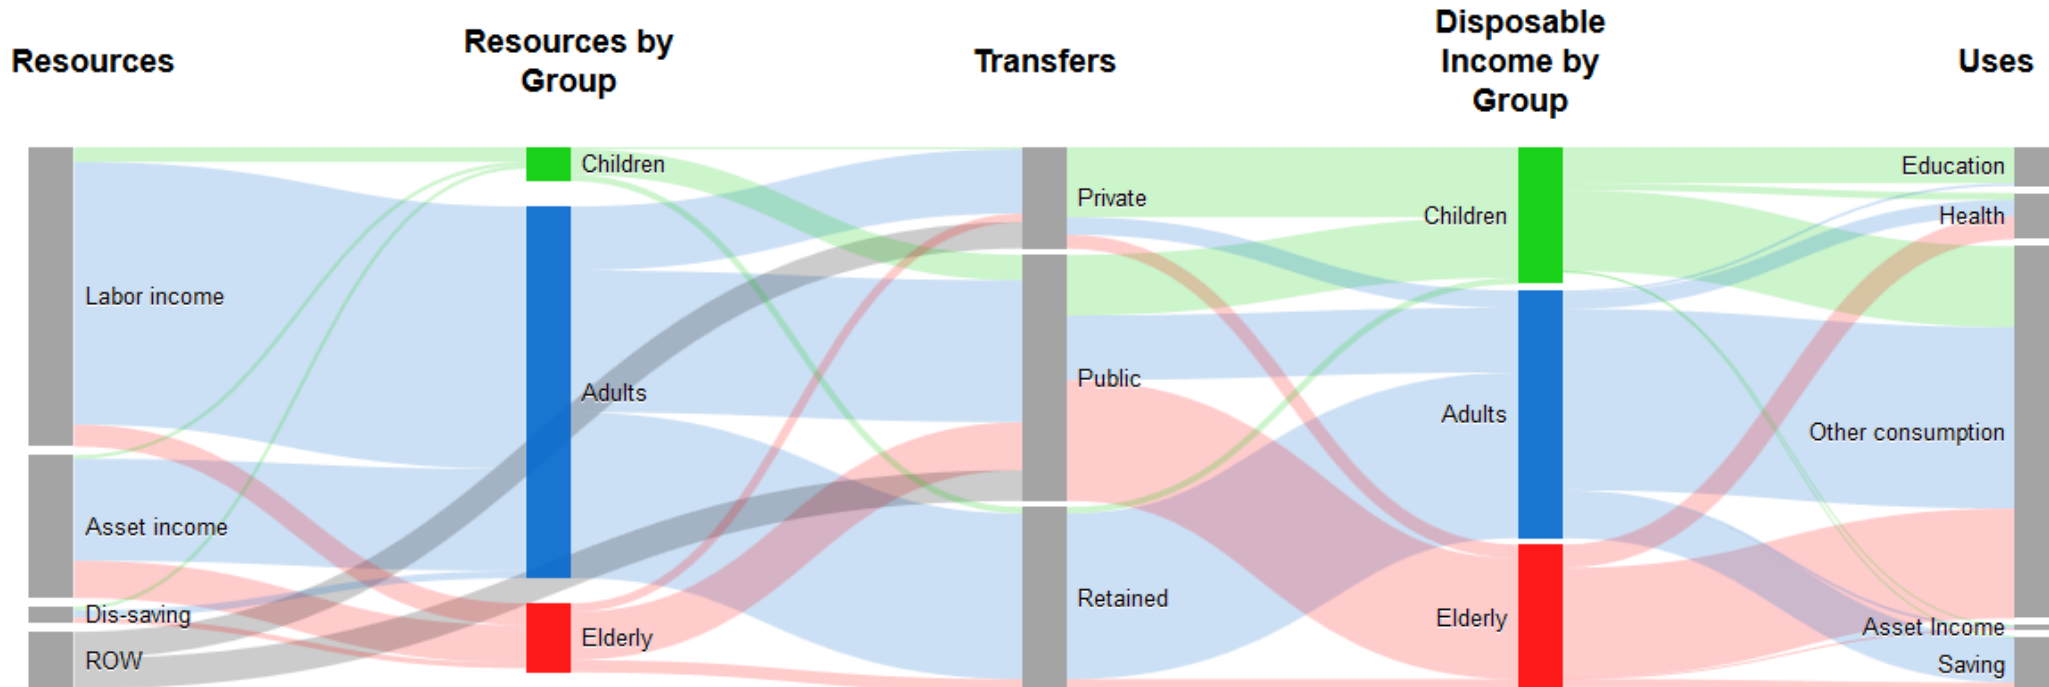 Resources
Resources by
Group
Transfers
Disposable
Income by
Group
Uses
Labor income
Asset income
Dis-saving
ROW
Children
Adults
Elderly
Private
Public
Retained
Children
Adults
Elderly
Education
Health
Other consumption
Asset Income
Saving